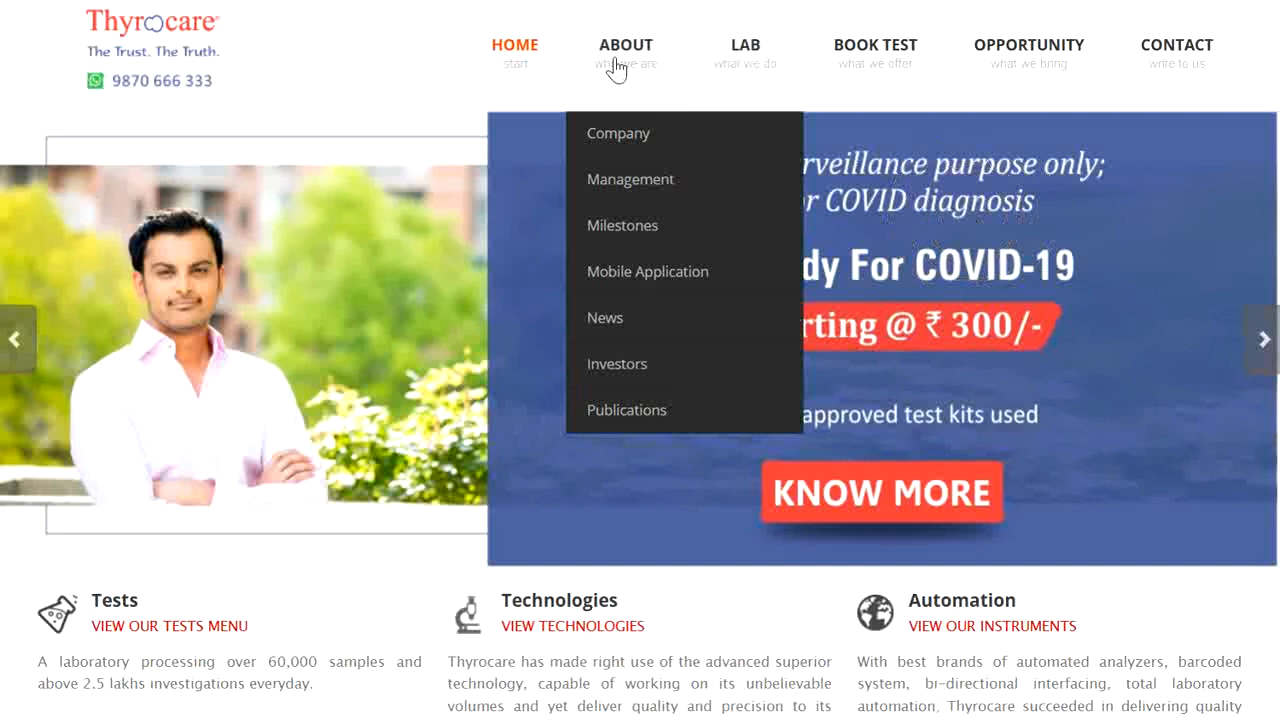 Thyrocare
The Trust. The Truth.
9870 666 333
HOME
start
ABOUT
who we are
LAB
what we do
BOOK TEST
what we offer
OPPORTUNITY
what we bring
CONTACT
write to us
Company
Management
Milestones
Mobile Application
News
Investors
Publications
rveillance purpose only;
r COVID diagnosis
dy For COVID-19
rting @ ₹ 300/-
approved test kits used
KNOW MORE
Tests
VIEW OUR TESTS MENU
A laboratory processing over 60,000 samples and
above 2.5 lakhs investigations everyday.
Technologies
VIEW TECHNOLOGIES
Thyrocare has made right use of the advanced superior
technology, capable of working on its unbelievable
volumes and yet deliver quality and precision to its
Automation
VIEW OUR INSTRUMENTS
With best brands of automated analyzers, barcoded
system, bi-directional interfacing, total laboratory
automation, Thyrocare succeeded in delivering quality